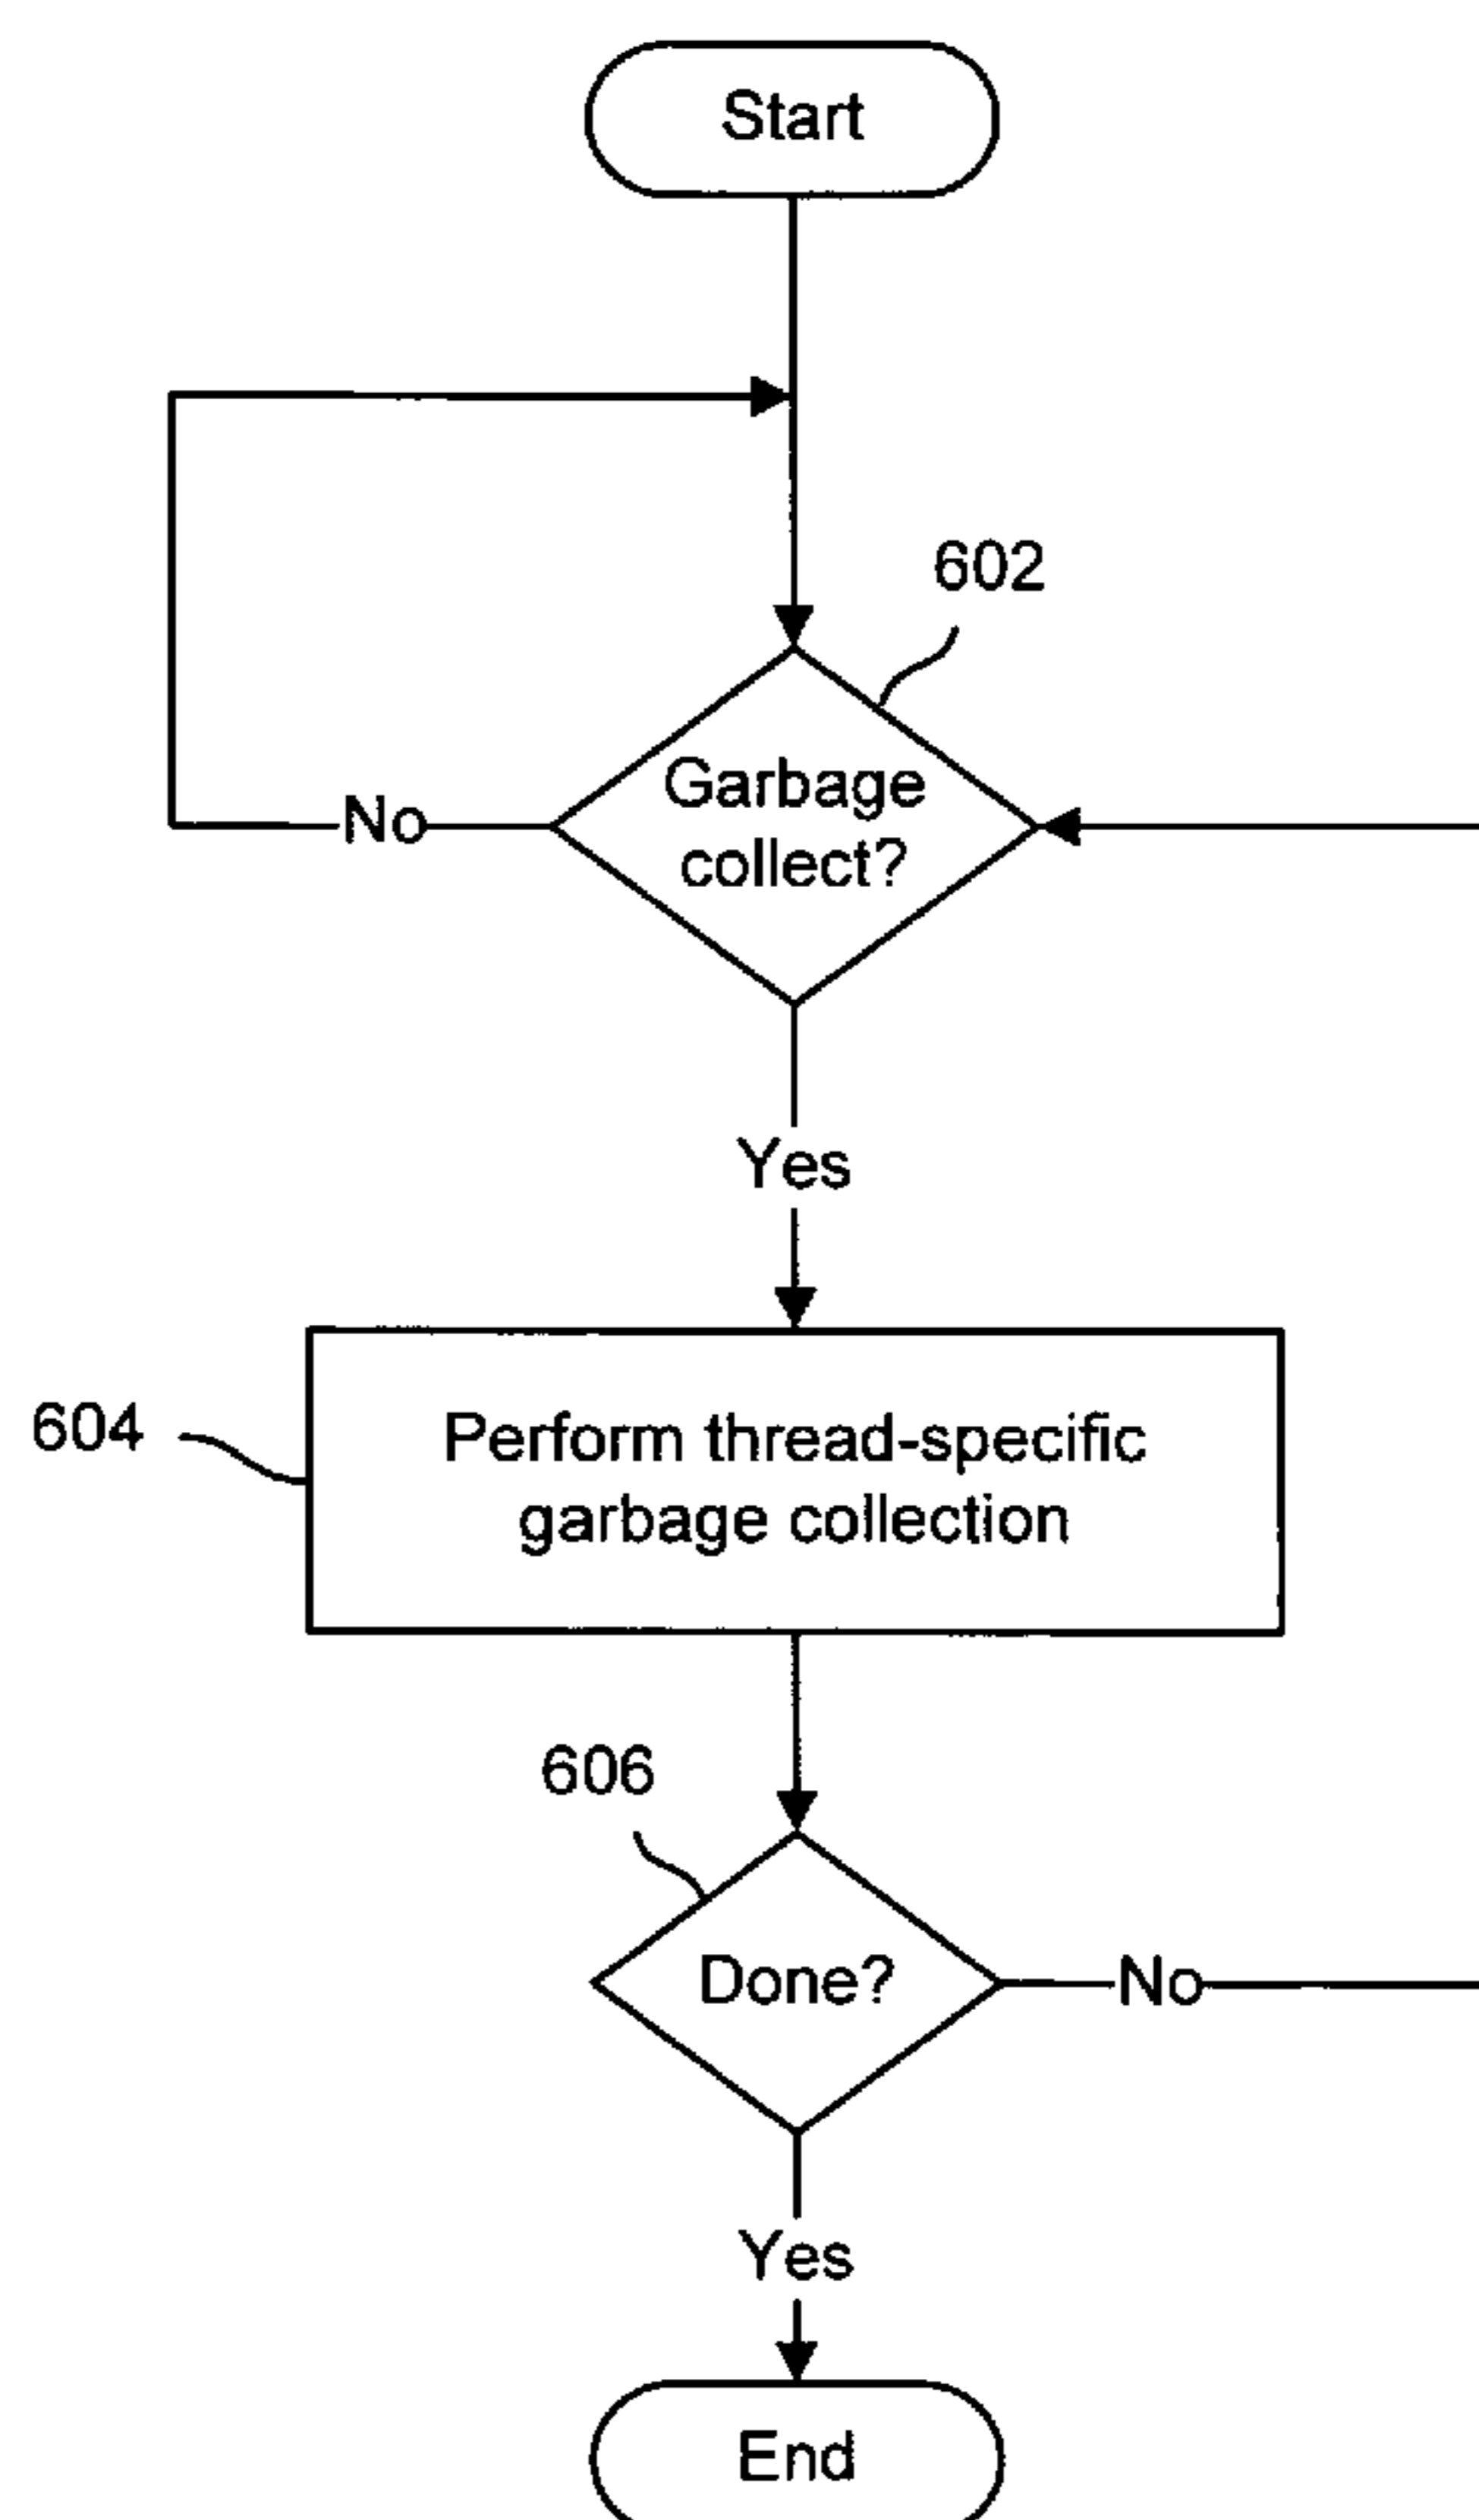 Start
602
Garbage
collect?
No
Yes
604
Perform thread-specific
garbage collection
606
Done?
No
Yes
End